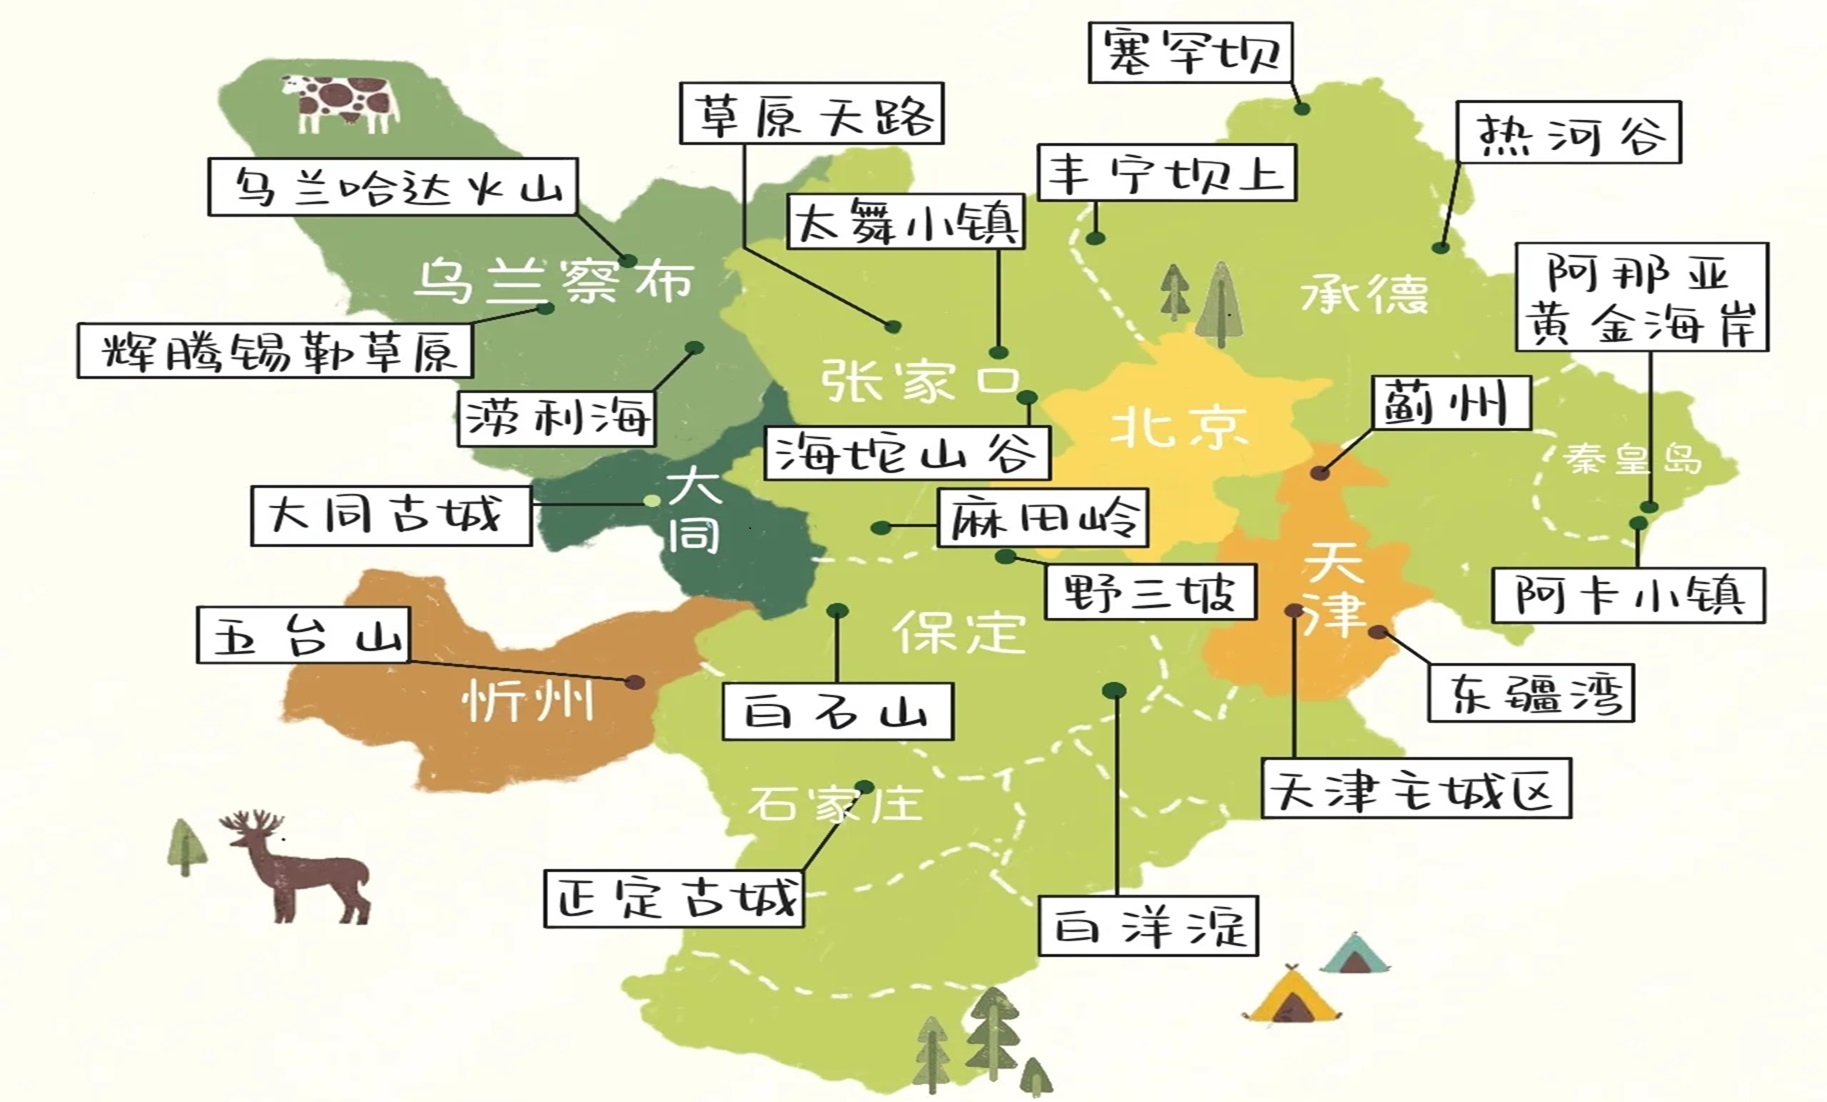 塞罕坝
草原天路
热河谷
丰宁坝上
乌兰哈达火山
太舞小镇
阿那亚
黄金海岸
乌兰察布
承德
辉腾锡勒草原
张家口
蓟州
涝利海
北京
海坨山谷
秦皇岛
大同古城
大
同
麻田岭
天
津
野三坡
阿卡小镇
五台山
保定
忻州
白石山
东疆湾
石家庄
天津主城区
正定古城
白洋淀